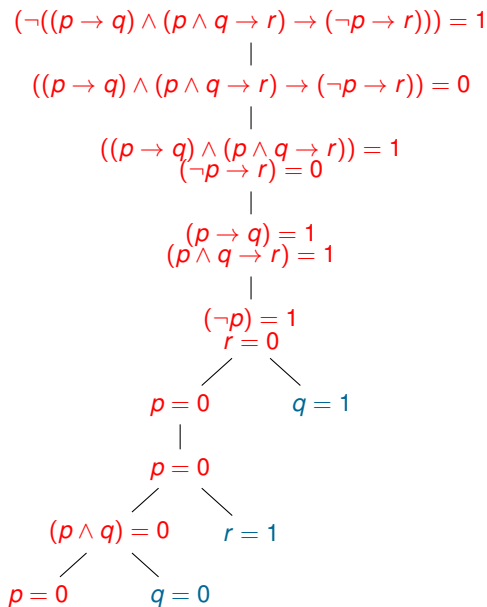 (¬((p → q) ∧ (p ∧ q → r) → (¬p → r))) = 1
((p → q) ∧ (p ∧ q → r) → (¬p → r)) = 0
((p → q) ∧ (p ∧ q → r)) = 1
(¬p → r) = 0
(p → q) = 1
(p ∧ q → r) = 1
(¬p) = 1
r = 0
p = 0 q = 1
p = 0
(p ∧ q) = 0 r = 1
p = 0 q = 0